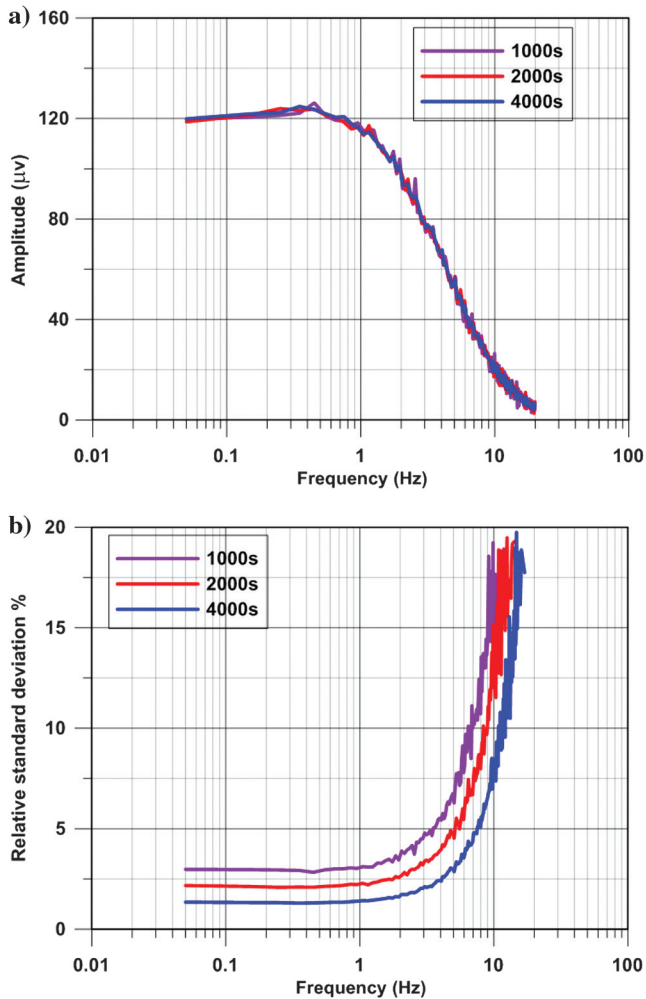 a)
160
120
80
40
0
Amplitude (μv)
1000s
2000s
4000s
0.01 0.1 1 10 100
Frequency (Hz)
b)
20
15
10
5
0
Relative standard deviation %
1000s
2000s
4000s
0.01 0.1 1 10 100
Frequency (Hz)